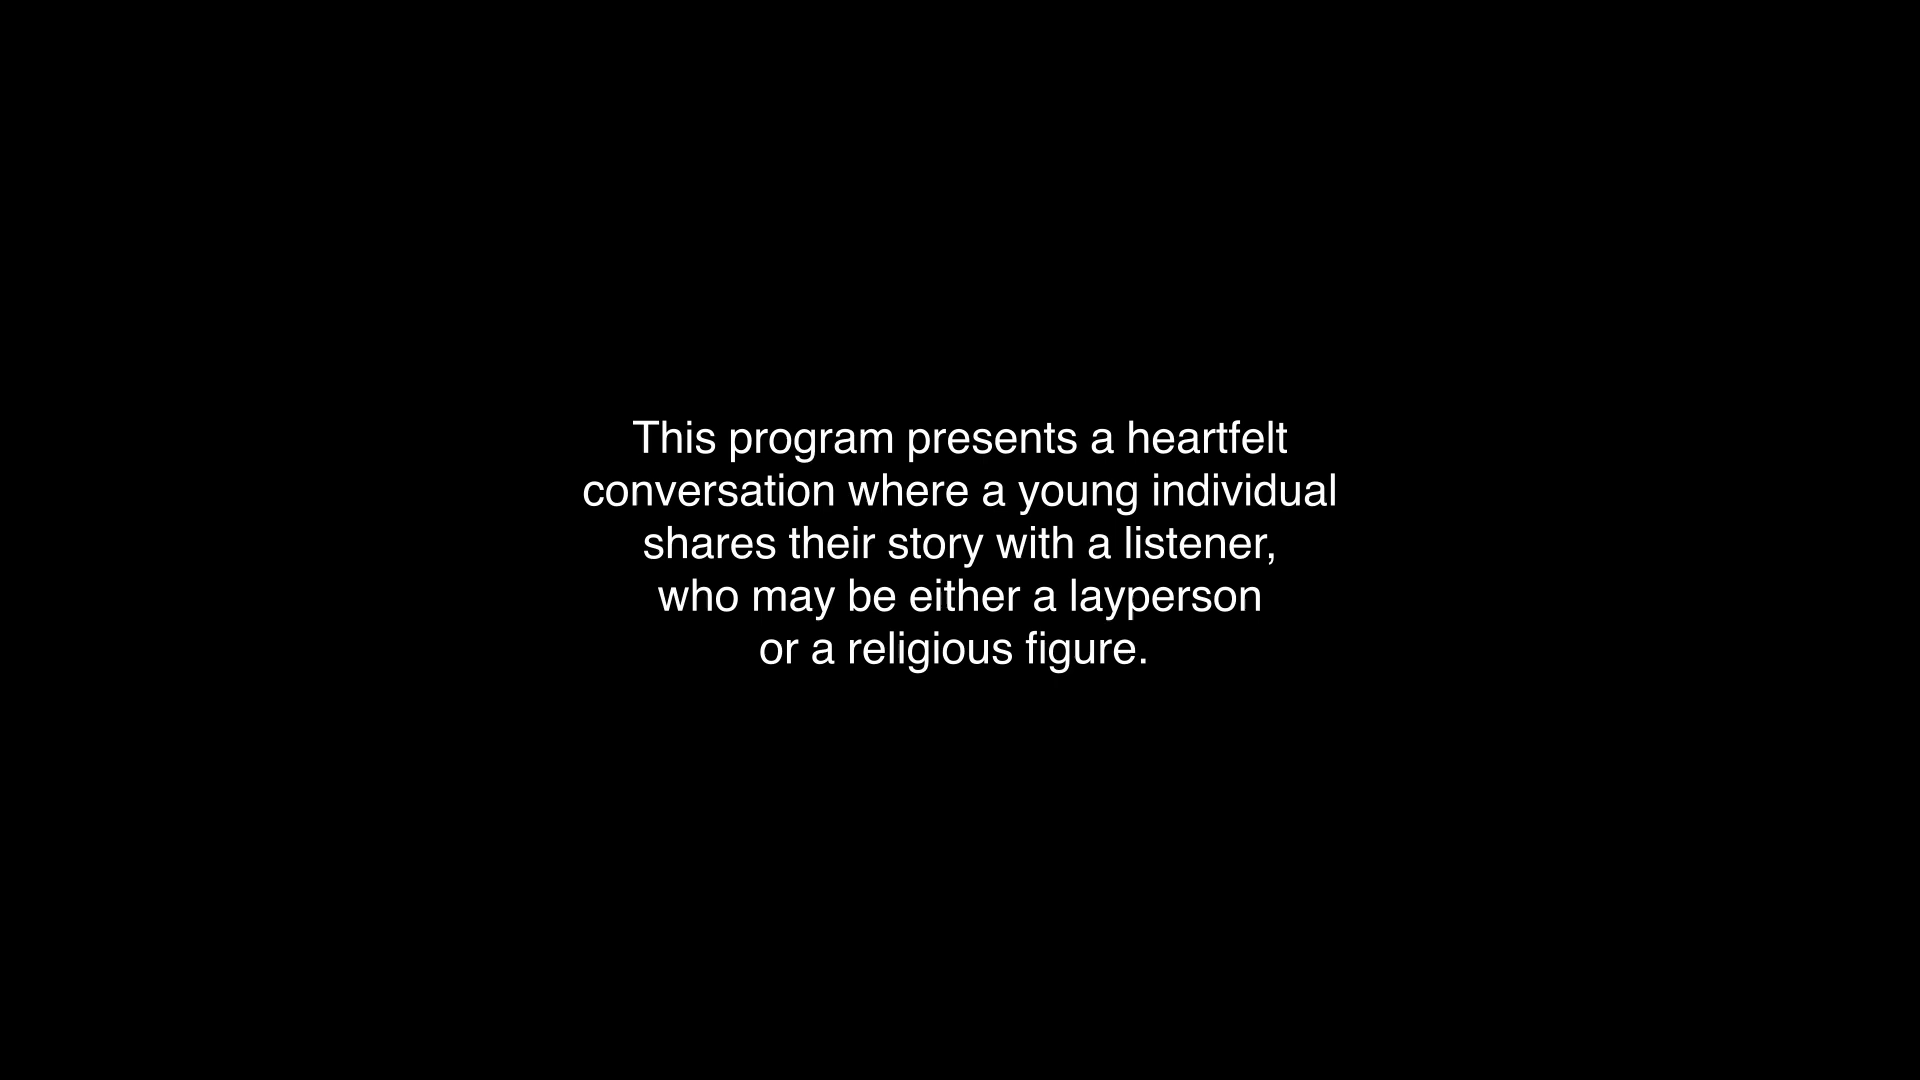 This program presents a heartfelt
conversation where a young individual
shares their story with a listener,
who may be either a layperson
or a religious figure.